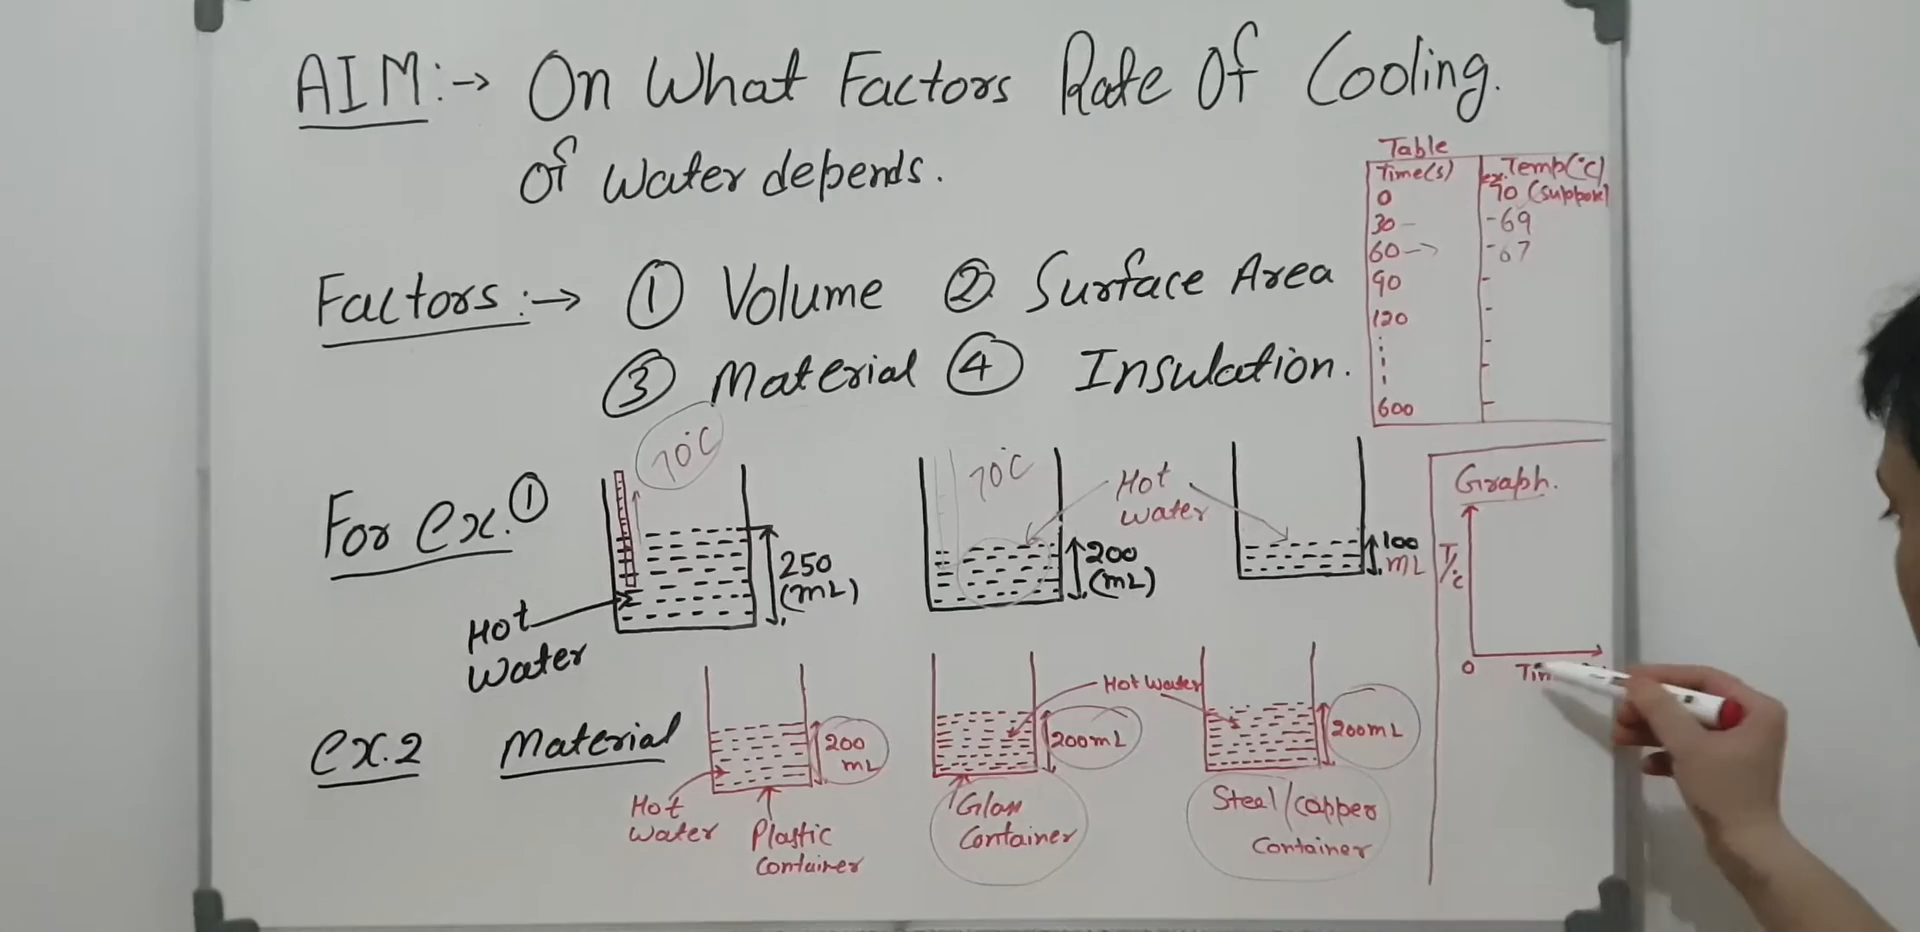 AIM:→ On What Factors Rate Of Cooling.
Of Water depends.
Factors:→ ① Volume ② Surface Area
③ Material ④ Insulation.
Table
Time(s) Temp(°C)
0 ex. 70 (suppose)
30 - 69
60 → - 67
90 -
120 -
600 -
For ex. ①
70°C
Hot
Water
250
(mL)
70°C
200
(mL)
Hot
Water
100
mL
ex.2 Material
Hot
Water
200
mL
Plastic
Container
Hot Water
200mL
Glass
Container
200mL
Steal/Copper
Container
Graph.
T/°C
0